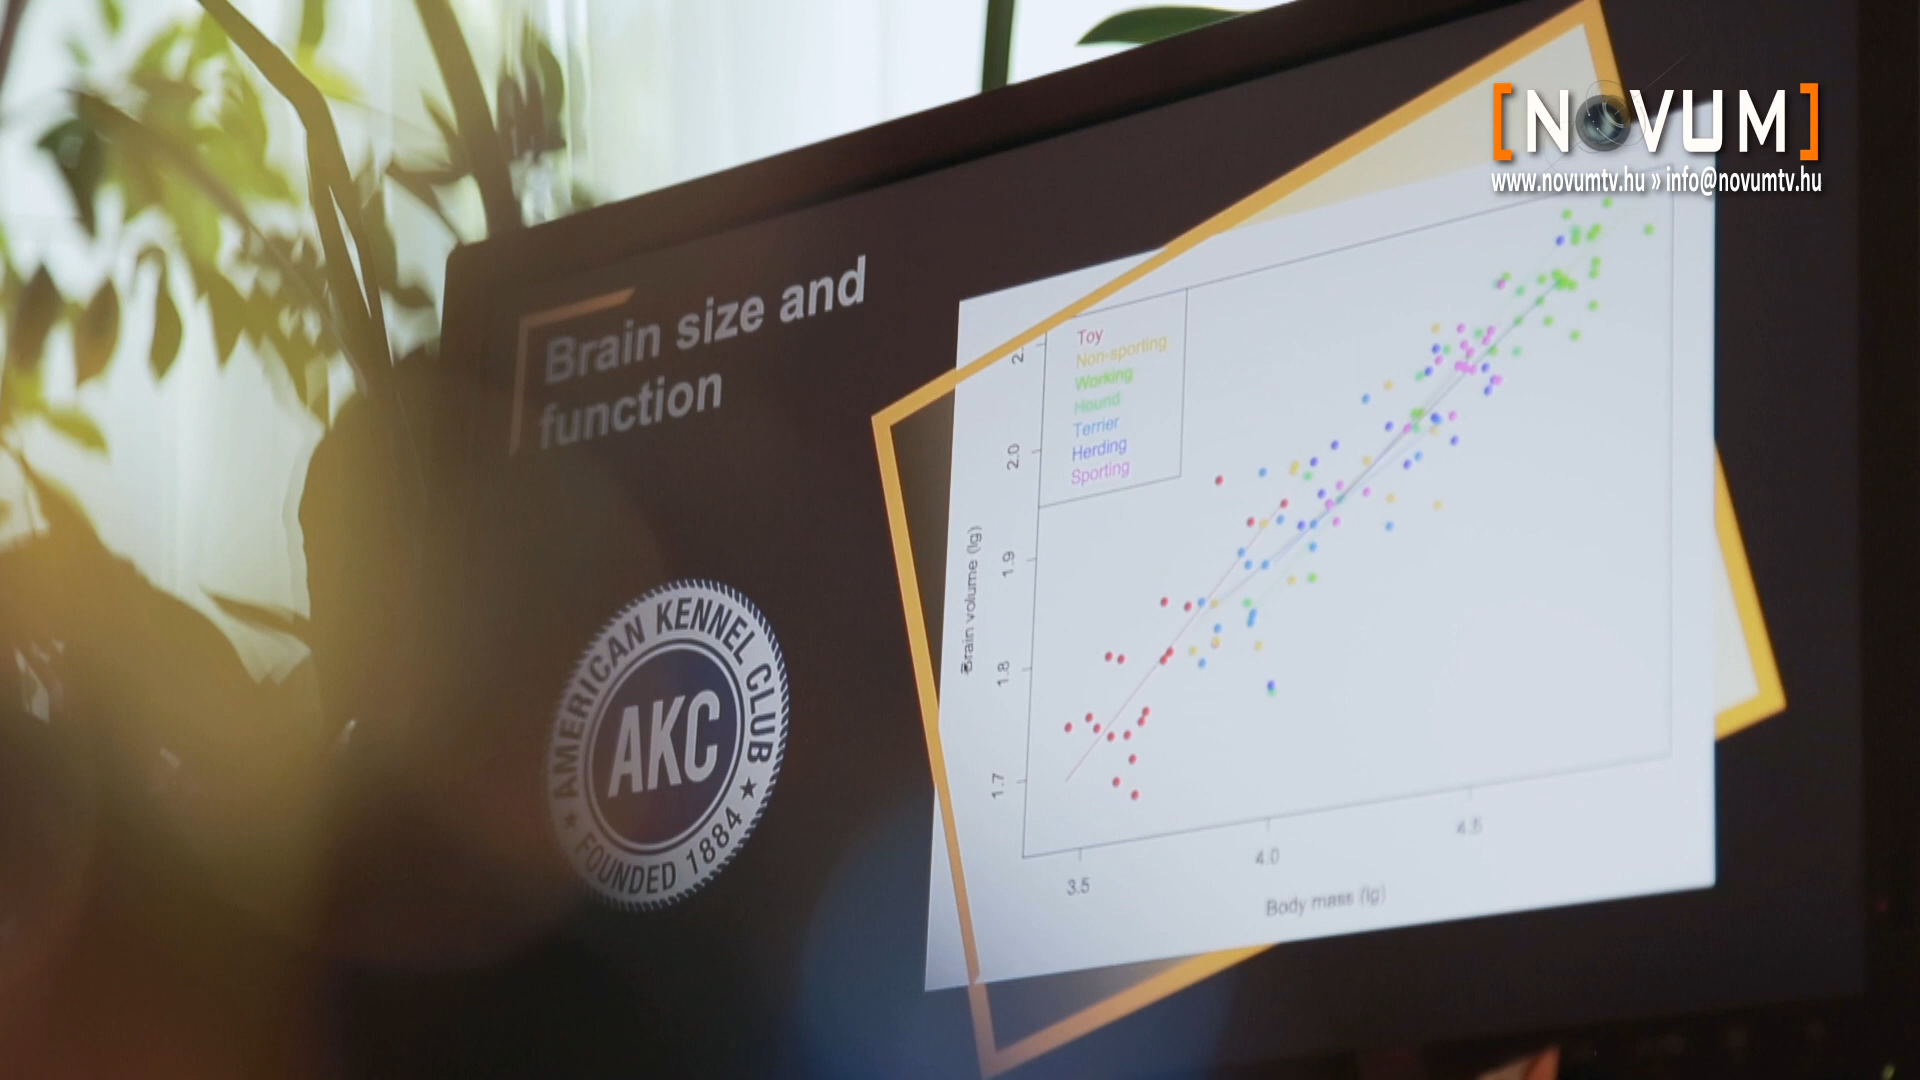 [NOVUM]
www.novumtv.hu » info@novumtv.hu
Brain size and
function
AMERICAN KENNEL CLUB
AKC
FOUNDED 1884
Toy
Non-sporting
Working
Hound
Terrier
Herding
Sporting
2.0
1.9
1.8
1.7
Brain volume (lg)
3.5
4.0
4.5
Body mass (lg)